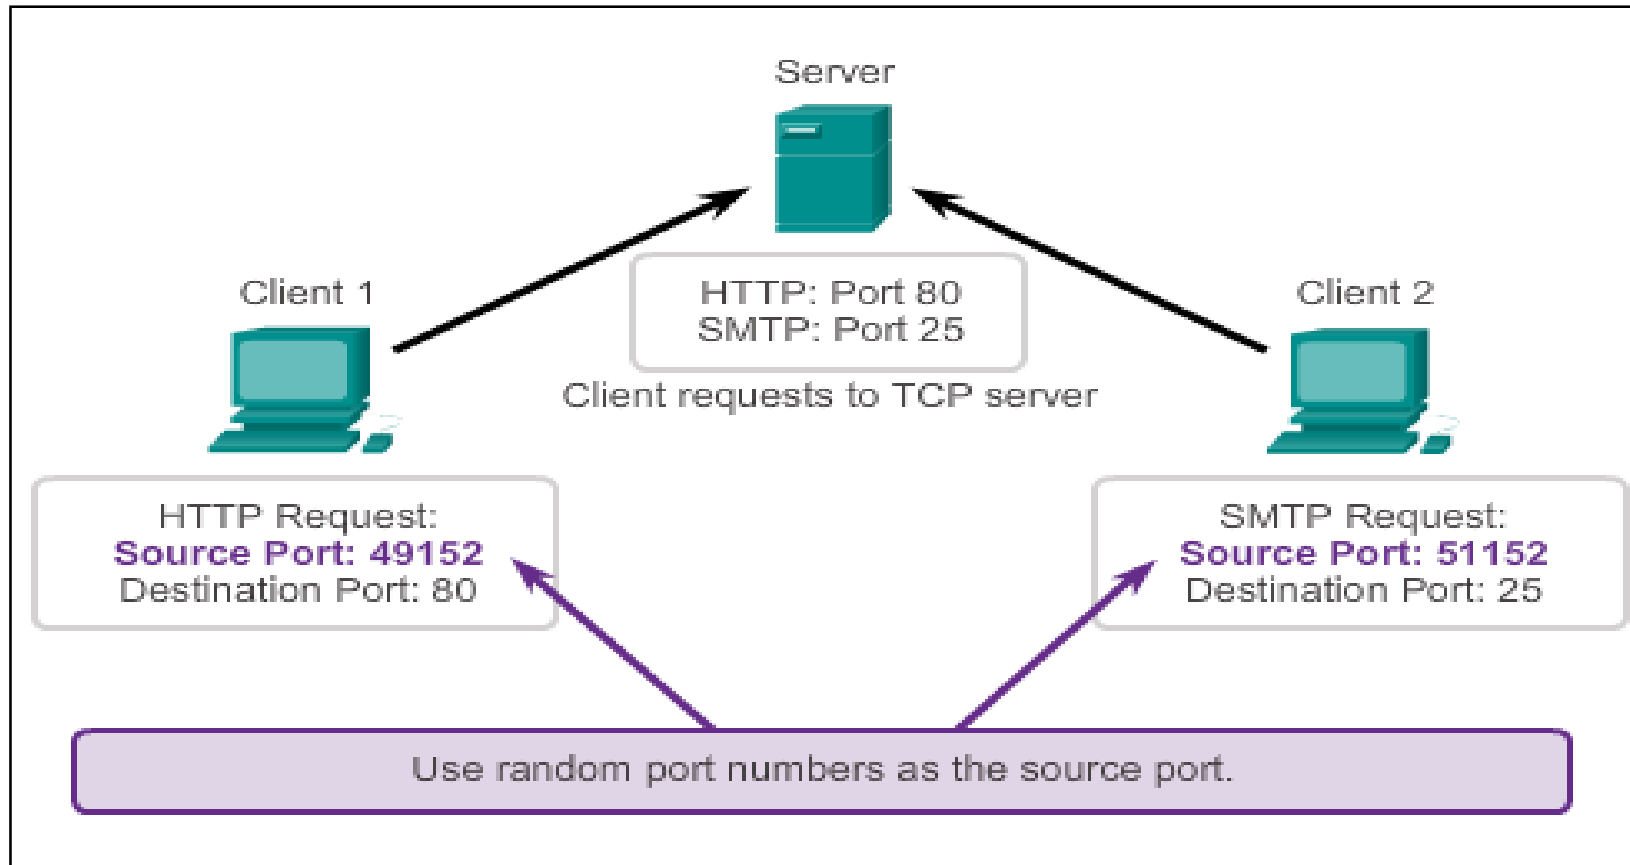 Server
Client 1
HTTP: Port 80
SMTP: Port 25
Client 2
Client requests to TCP server
HTTP Request:
Source Port: 49152
Destination Port: 80
SMTP Request:
Source Port: 51152
Destination Port: 25
Use random port numbers as the source port.